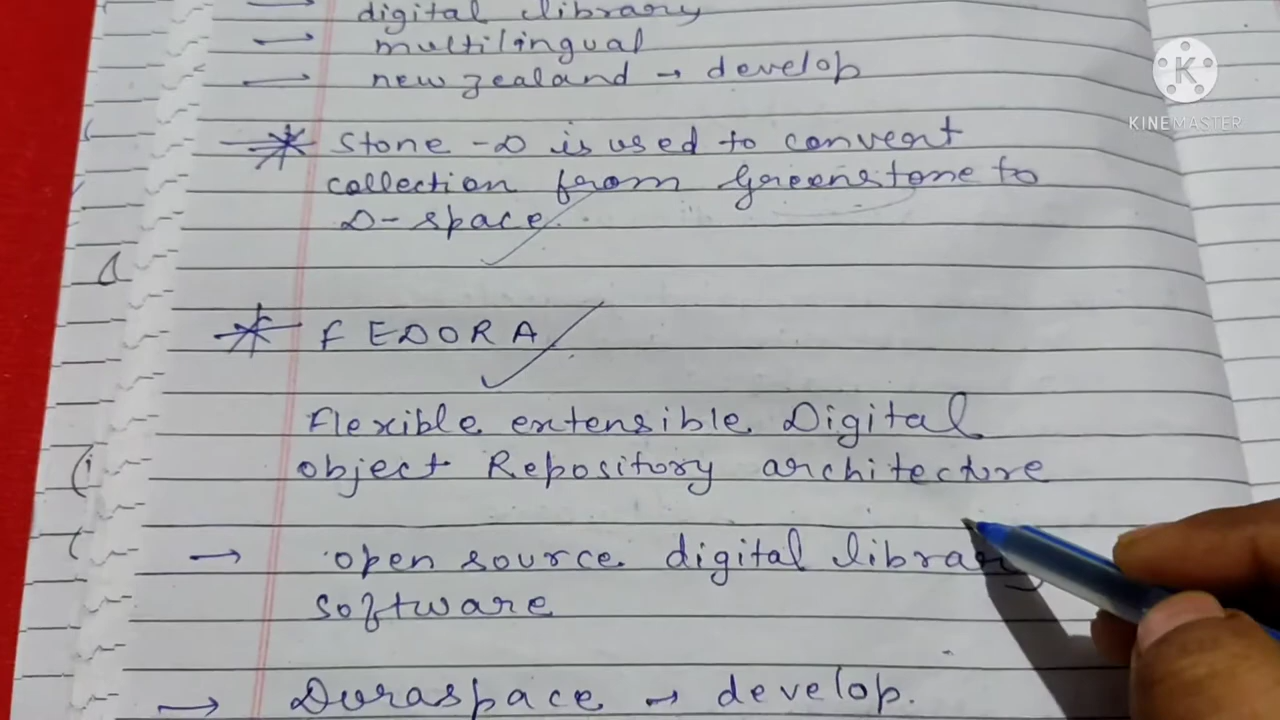 → digital library
→ multilingual
→ new zealand → develop
* Stone - D is used to convert
collection from Greenstone to
D-space.
* FEDORA
Flexible extensible Digital
object Repository architecture
→ open source digital library
software
→ Duraspace → develop.
K
KINEMASTER